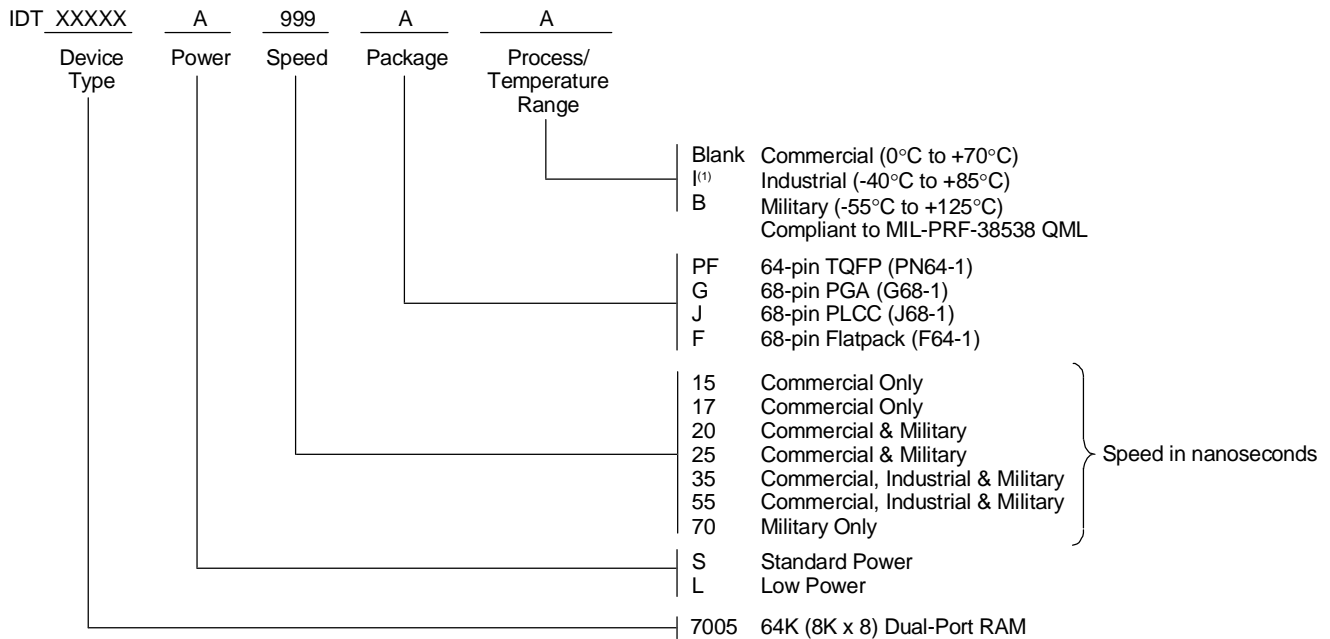 IDT XXXXX A 999 A A
Device Type Power Speed Package Process/ Temperature Range
Blank Commercial (0°C to +70°C)
I(1) Industrial (-40°C to +85°C)
B Military (-55°C to +125°C)
Compliant to MIL-PRF-38538 QML
PF 64-pin TQFP (PN64-1)
G 68-pin PGA (G68-1)
J 68-pin PLCC (J68-1)
F 68-pin Flatpack (F64-1)
15 Commercial Only
17 Commercial Only
20 Commercial & Military
25 Commercial & Military
35 Commercial, Industrial & Military
55 Commercial, Industrial & Military
70 Military Only
Speed in nanoseconds
S Standard Power
L Low Power
7005 64K (8K x 8) Dual-Port RAM